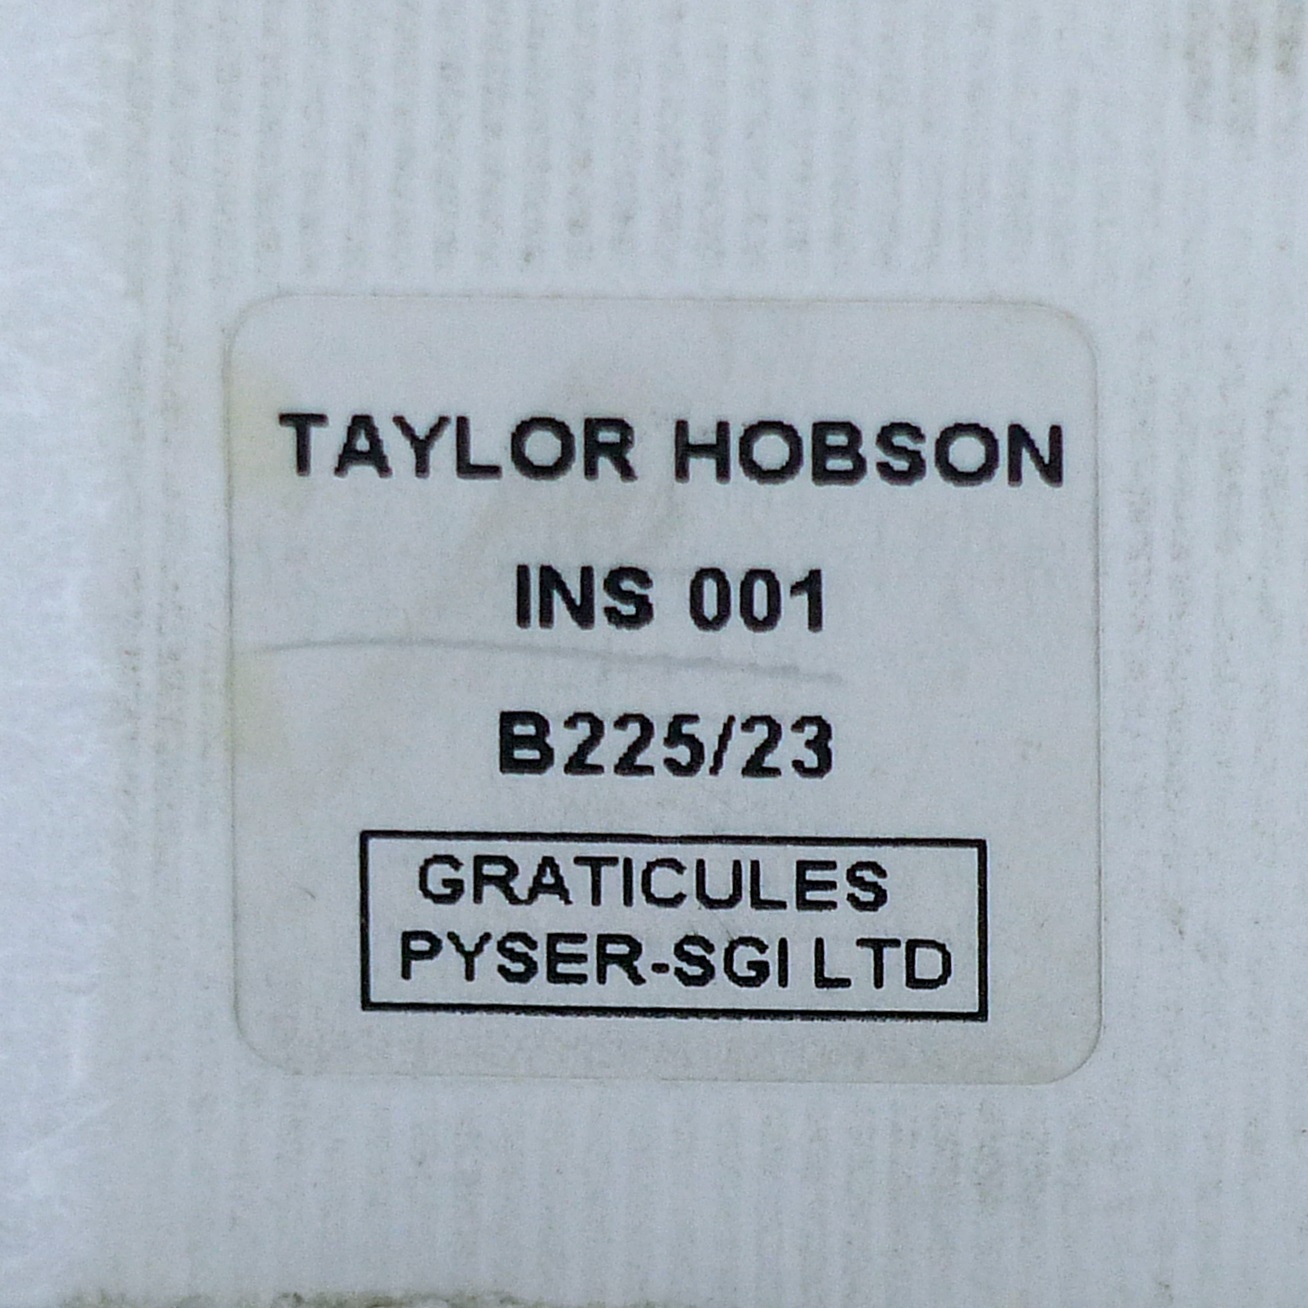 TAYLOR HOBSON
INS 001
B225/23
GRATICULES
PYSER-SGI LTD